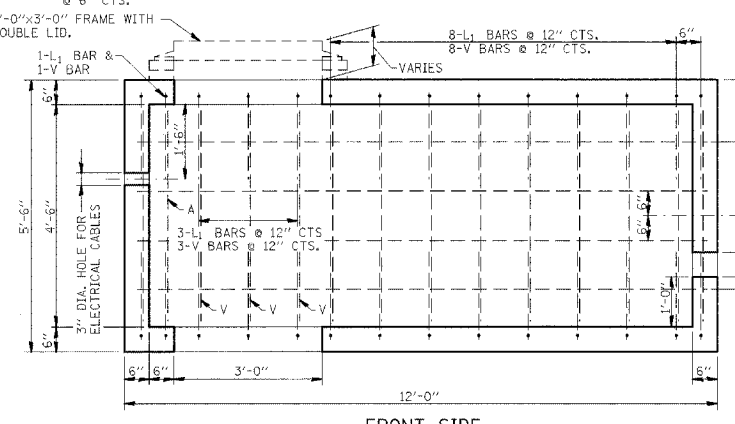 @ 6" CTS.
'-0"x3'-0" FRAME WITH
OUBLE LID.
1-L1 BAR &
1-V BAR
8-L1 BARS @ 12" CTS.
8-V BARS @ 12" CTS.
6"
VARIES
6"
1'-6"
5'-6"
4'-6"
3" DIA. HOLE FOR
ELECTRICAL CABLES
A
3-L1 BARS @ 12" CTS
3-V BARS @ 12" CTS.
6"
6"
V
V
V
1'-0"
6"
6"
6"
3'-0"
6"
12'-0"
FRONT SIDE